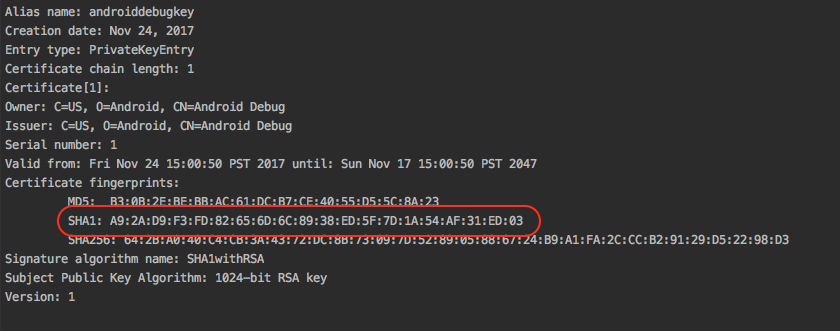 Alias name: androiddebugkey
Creation date: Nov 24, 2017
Entry type: PrivateKeyEntry
Certificate chain length: 1
Certificate[1]:
Owner: C=US, O=Android, CN=Android Debug
Issuer: C=US, O=Android, CN=Android Debug
Serial number: 1
Valid from: Fri Nov 24 15:00:50 PST 2017 until: Sun Nov 17 15:00:50 PST 2047
Certificate fingerprints:
MD5: B3:0B:2E:BE:BB:AC:61:DC:B7:CE:40:55:D5:5C:8A:23
SHA1: A9:2A:D9:F3:FD:82:65:6D:6C:89:38:ED:5F:7D:1A:54:AF:31:ED:03
SHA256: 64:2B:A0:40:C4:CB:3A:43:72:DC:8B:73:09:7D:52:89:05:88:67:24:B9:A1:FA:2C:CC:B2:91:29:D5:22:98:D3
Signature algorithm name: SHA1withRSA
Subject Public Key Algorithm: 1024-bit RSA key
Version: 1